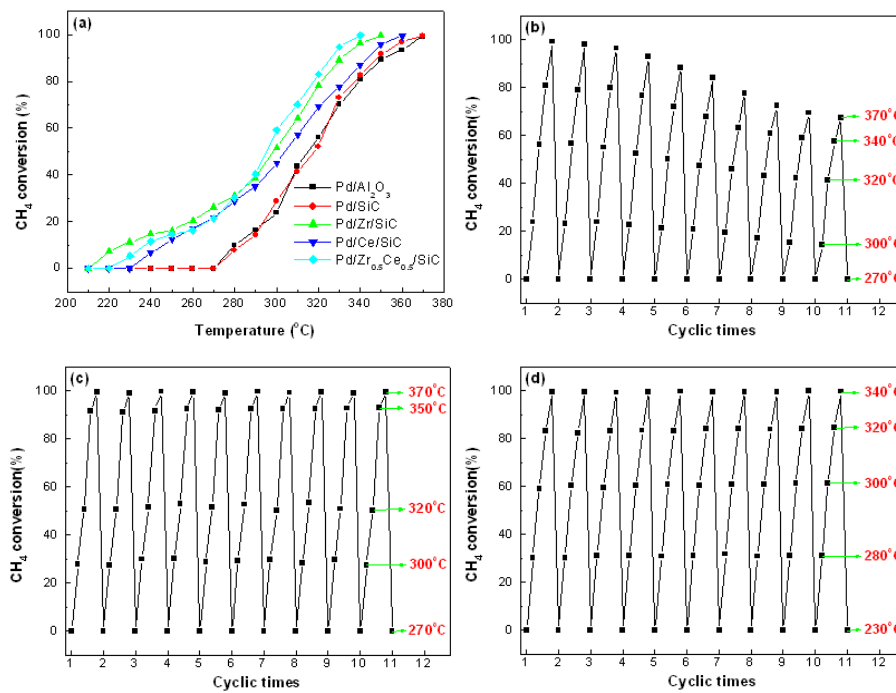 (a)
CH4 conversion (%)
100
80
60
40
20
0
200 220 240 260 280 300 320 340 360 380
Temperature (°C)
Pd/Al2O3
Pd/SiC
Pd/Zr/SiC
Pd/Ce/SiC
Pd/Zr0.5Ce0.5/SiC
(b)
CH4 conversion(%)
100
80
60
40
20
0
1 2 3 4 5 6 7 8 9 10 11 12
Cyclic times
370°C
340°C
320°C
300°C
270°C
(c)
CH4 conversion(%)
100
80
60
40
20
0
1 2 3 4 5 6 7 8 9 10 11 12
Cyclic times
370°C
350°C
320°C
300°C
270°C
(d)
CH4 conversion(%)
100
80
60
40
20
0
1 2 3 4 5 6 7 8 9 10 11 12
Cyclic times
340°C
320°C
300°C
280°C
230°C